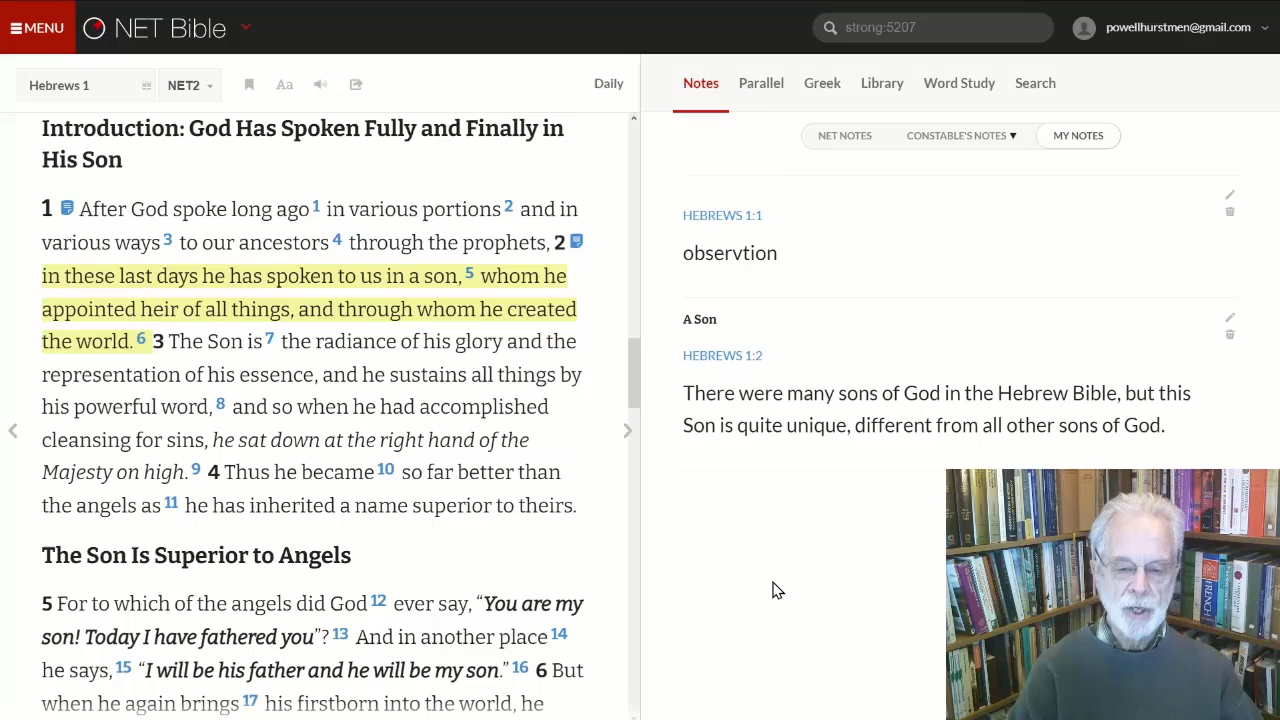 MENU
NET Bible
strong:5207
powellhurstmen@gmail.com
Hebrews 1
NET2
Aa
Daily
Notes
Parallel
Greek
Library
Word Study
Search
NET NOTES
CONSTABLE'S NOTES
MY NOTES
Introduction: God Has Spoken Fully and Finally in
His Son
1 After God spoke long ago 1 in various portions 2 and in
various ways 3 to our ancestors 4 through the prophets, 2
in these last days he has spoken to us in a son, 5 whom he
appointed heir of all things, and through whom he created
the world. 6 3 The Son is 7 the radiance of his glory and the
representation of his essence, and he sustains all things by
his powerful word, 8 and so when he had accomplished
cleansing for sins, he sat down at the right hand of the
Majesty on high. 9 4 Thus he became 10 so far better than
the angels as 11 he has inherited a name superior to theirs.
The Son Is Superior to Angels
5 For to which of the angels did God 12 ever say, “You are my
son! Today I have fathered you”? 13 And in another place 14
he says, 15 “I will be his father and he will be my son.” 16 6 But
when he again brings 17 his firstborn into the world, he
HEBREWS 1:1
observtion
A Son
HEBREWS 1:2
There were many sons of God in the Hebrew Bible, but this
Son is quite unique, different from all other sons of God.
FRENCH